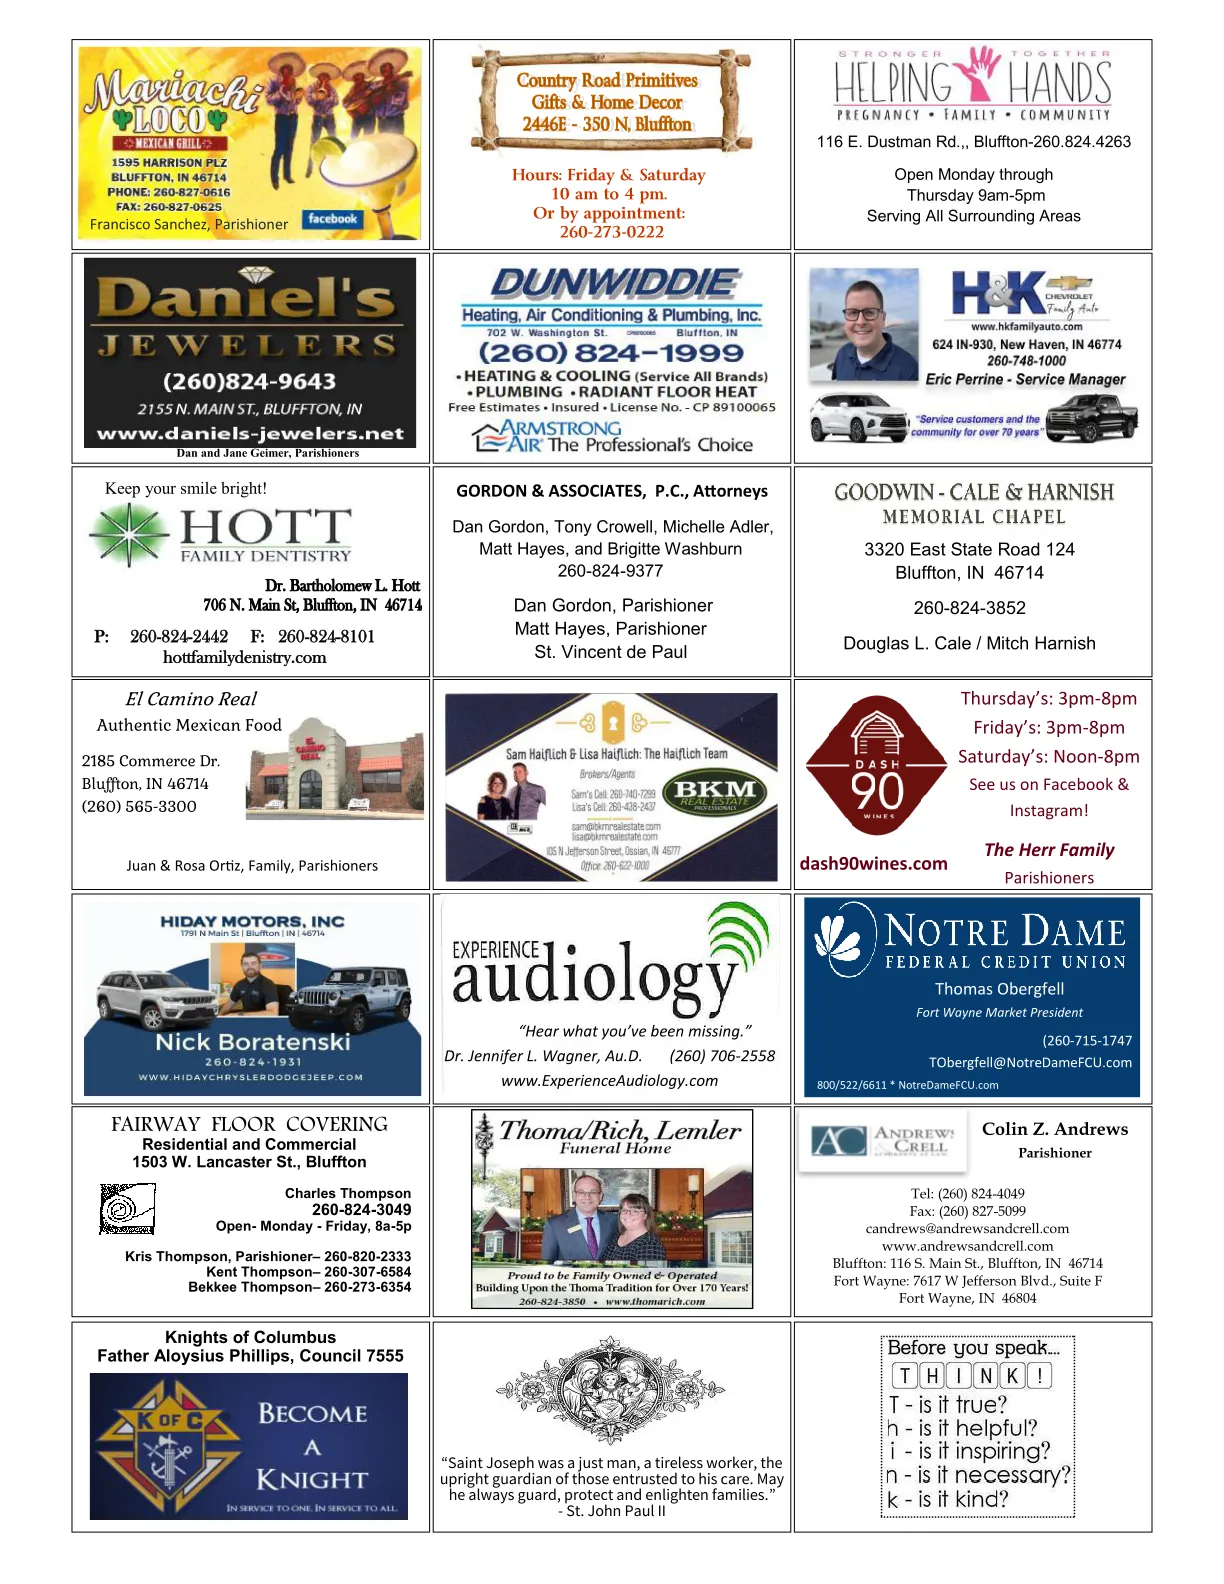 Mariachi
LOCO
MEXICAN GRILL
1595 HARRISON PLZ
BLUFFTON, IN 46714
PHONE: 260-827-0616
FAX: 260-827-0625
Francisco Sanchez, Parishioner
facebook
Country Road Primitives
Gifts & Home Decor
2446E - 350 N, Bluffton
Hours: Friday & Saturday
10 am to 4 pm.
Or by appointment:
260-273-0222
STRONGER TOGETHER
HELPING HANDS
PREGNANCY • FAMILY • COMMUNITY
116 E. Dustman Rd.,, Bluffton-260.824.4263
Open Monday through
Thursday 9am-5pm
Serving All Surrounding Areas
Daniel's
JEWELERS
(260)824-9643
2155 N. MAIN ST., BLUFFTON, IN
www.daniels-jewelers.net
Dan and Jane Geimer, Parishioners
DUNWIDDIE
Heating, Air Conditioning & Plumbing, Inc.
702 W. Washington St. CP89100065 Bluffton, IN
(260) 824-1999
• HEATING & COOLING (Service All Brands)
• PLUMBING • RADIANT FLOOR HEAT
Free Estimates • Insured • License No. - CP 89100065
ARMSTRONG
AIR The Professional's Choice
H&K
CHEVROLET
Family Auto
www.hkfamilyauto.com
624 IN-930, New Haven, IN 46774
260-748-1000
Eric Perrine - Service Manager
"Service customers and the
community for over 70 years"
Keep your smile bright!
HOTT
FAMILY DENTISTRY
Dr. Bartholomew L. Hott
706 N. Main St, Bluffton, IN 46714
P: 260-824-2442 F: 260-824-8101
hottfamilydenistry.com
GORDON & ASSOCIATES, P.C., Attorneys
Dan Gordon, Tony Crowell, Michelle Adler,
Matt Hayes, and Brigitte Washburn
260-824-9377
Dan Gordon, Parishioner
Matt Hayes, Parishioner
St. Vincent de Paul
GOODWIN - CALE & HARNISH
MEMORIAL CHAPEL
3320 East State Road 124
Bluffton, IN 46714
260-824-3852
Douglas L. Cale / Mitch Harnish
El Camino Real
Authentic Mexican Food
2185 Commerce Dr.
Bluffton, IN 46714
(260) 565-3300
EL
CAMINO
REAL
Juan & Rosa Ortiz, Family, Parishioners
Sam Haiflich & Lisa Haiflich: The Haiflich Team
Brokers/Agents
Sam's Cell: 260-740-7299
Lisa's Cell: 260-438-2437
BKM
REAL ESTATE
PROFESSIONALS
sam@bkmrealestate.com
lisa@bkmrealestate.com
105 N Jefferson Street, Ossian, IN 46777
Office: 260-622-1000
DASH
90
WINES
Thursday’s: 3pm-8pm
Friday’s: 3pm-8pm
Saturday’s: Noon-8pm
See us on Facebook &
Instagram!
The Herr Family
dash90wines.com
Parishioners
HIDAY MOTORS, INC
1791 N Main St | Bluffton | IN | 46714
Nick Boratenski
260-824-1931
WWW.HIDAYCHRYSLERDODGEJEEP.COM
EXPERIENCE
audiology
“Hear what you’ve been missing.”
Dr. Jennifer L. Wagner, Au.D. (260) 706-2558
www.ExperienceAudiology.com
NOTRE DAME
FEDERAL CREDIT UNION
Thomas Obergfell
Fort Wayne Market President
(260-715-1747
TObergfell@NotreDameFCU.com
800/522/6611 * NotreDameFCU.com
FAIRWAY FLOOR COVERING
Residential and Commercial
1503 W. Lancaster St., Bluffton
Charles Thompson
260-824-3049
Open- Monday - Friday, 8a-5p
Kris Thompson, Parishioner– 260-820-2333
Kent Thompson– 260-307-6584
Bekkee Thompson– 260-273-6354
Thoma/Rich, Lemler
Funeral Home
Proud to be Family Owned & Operated
Building Upon the Thoma Tradition for Over 170 Years!
260-824-3850 • www.thomarich.com
AC
ANDREWS
& CRELL
Colin Z. Andrews
Parishioner
Tel: (260) 824-4049
Fax: (260) 827-5099
candrews@andrewsandcrell.com
www.andrewsandcrell.com
Bluffton: 116 S. Main St., Bluffton, IN 46714
Fort Wayne: 7617 W Jefferson Blvd., Suite F
Fort Wayne, IN 46804
Knights of Columbus
Father Aloysius Phillips, Council 7555
K OF C
BECOME
A
KNIGHT
IN SERVICE TO ONE. IN SERVICE TO ALL.
“Saint Joseph was a just man, a tireless worker, the
upright guardian of those entrusted to his care. May
he always guard, protect and enlighten families.”
- St. John Paul II
Before you speak....
THINK!
T - is it true?
h - is it helpful?
i - is it inspiring?
n - is it necessary?
k - is it kind?